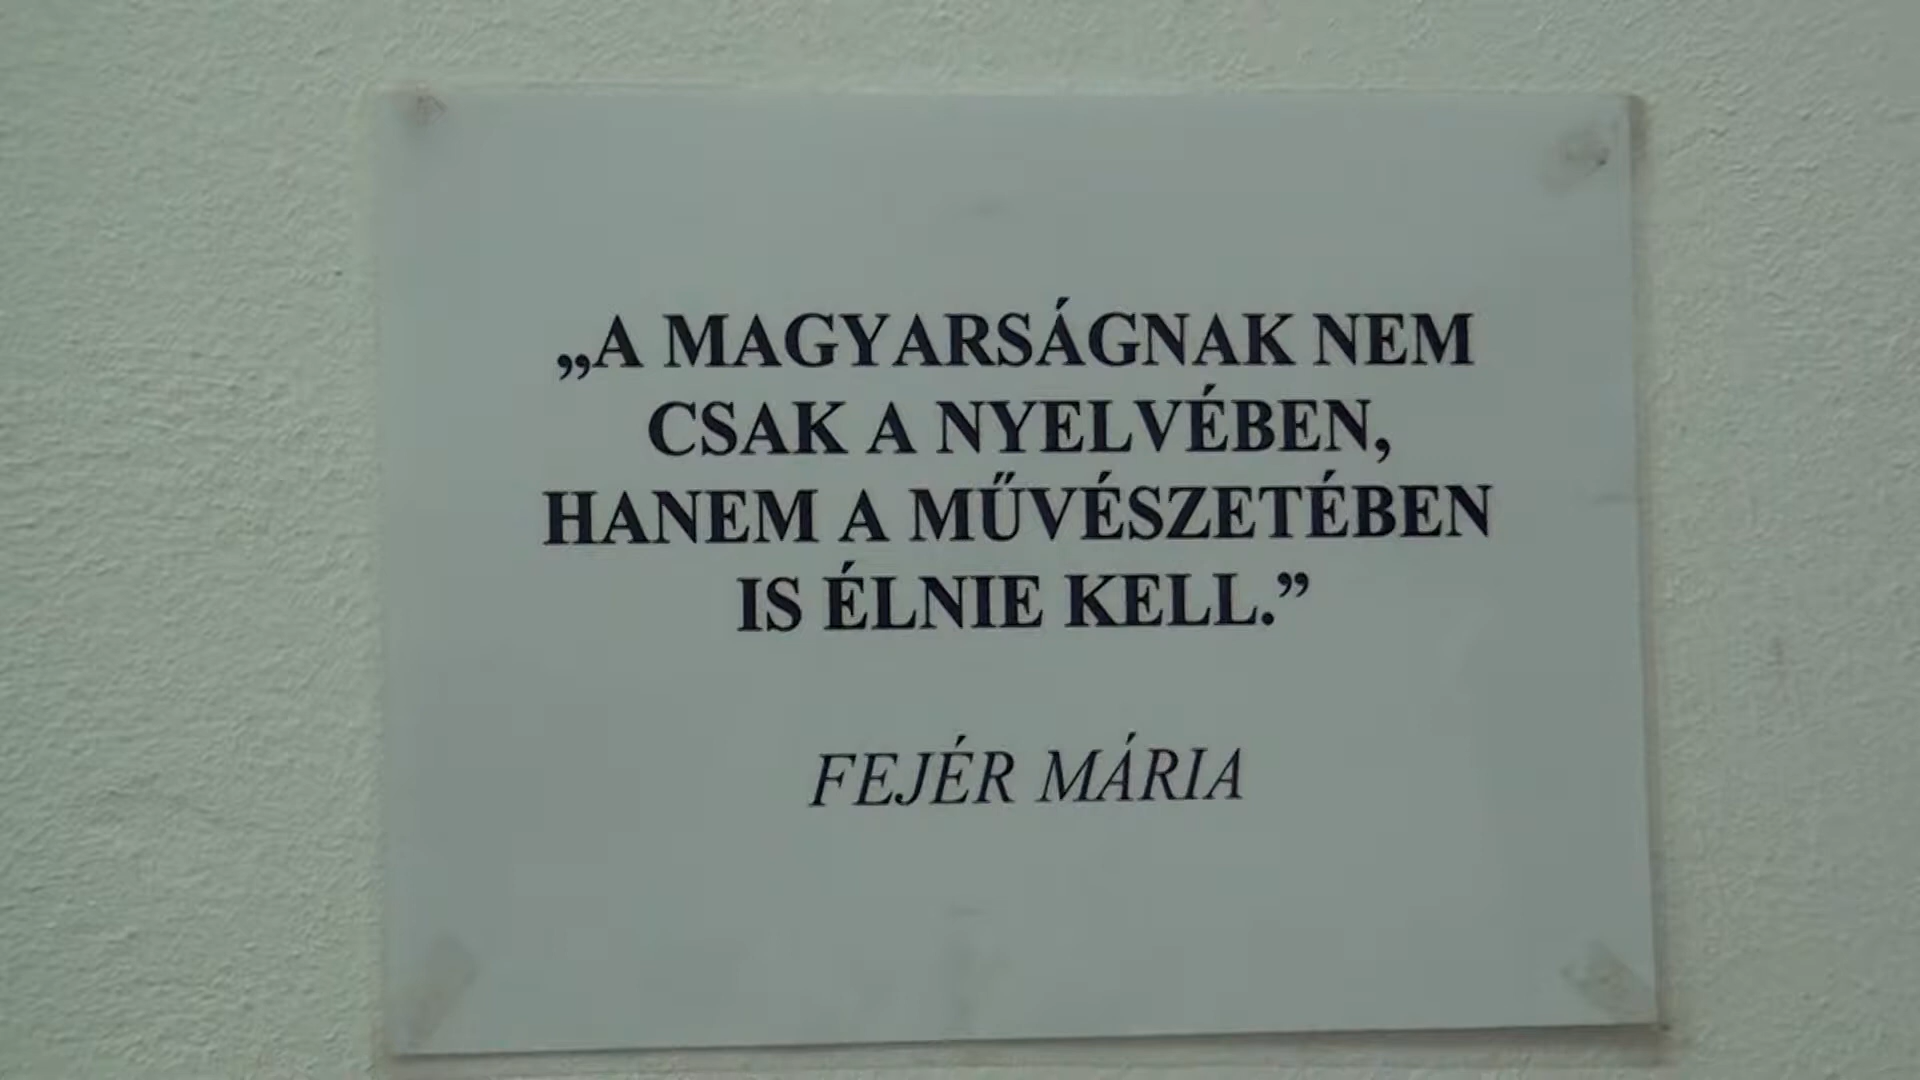 „A MAGYARSÁGNAK NEM
CSAK A NYELVÉBEN,
HANEM A MŰVÉSZETÉBEN
IS ÉLNIE KELL.”
FEJÉR MÁRIA